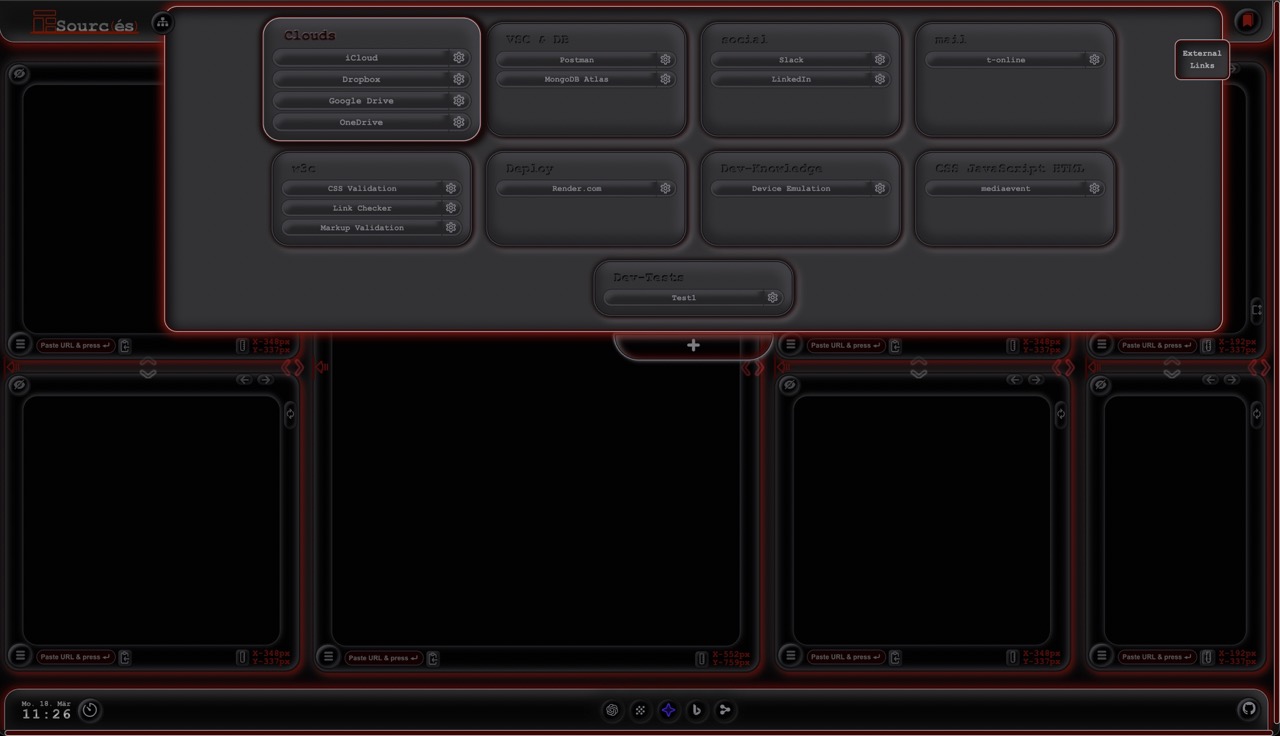 Sourc(és)
External
Links
Clouds
iCloud
Dropbox
Google Drive
OneDrive
VSC & DB
Postman
MongoDB Atlas
social
Slack
LinkedIn
mail
t-online
w3c
CSS Validation
Link Checker
Markup Validation
Deploy
Render.com
Dev-Knowledge
Device Emulation
CSS JavaScript HTML
mediaevent
Dev-Tests
Test1
Paste URL & press ↵
X-348px
Y-337px
+
Paste URL & press ↵
X-348px
Y-337px
Paste URL & press ↵
X-192px
Y-337px
Paste URL & press ↵
X-348px
Y-337px
Paste URL & press ↵
X-552px
Y-759px
Paste URL & press ↵
X-348px
Y-337px
Paste URL & press ↵
X-192px
Y-337px
Mo. 18. Mär
11:26